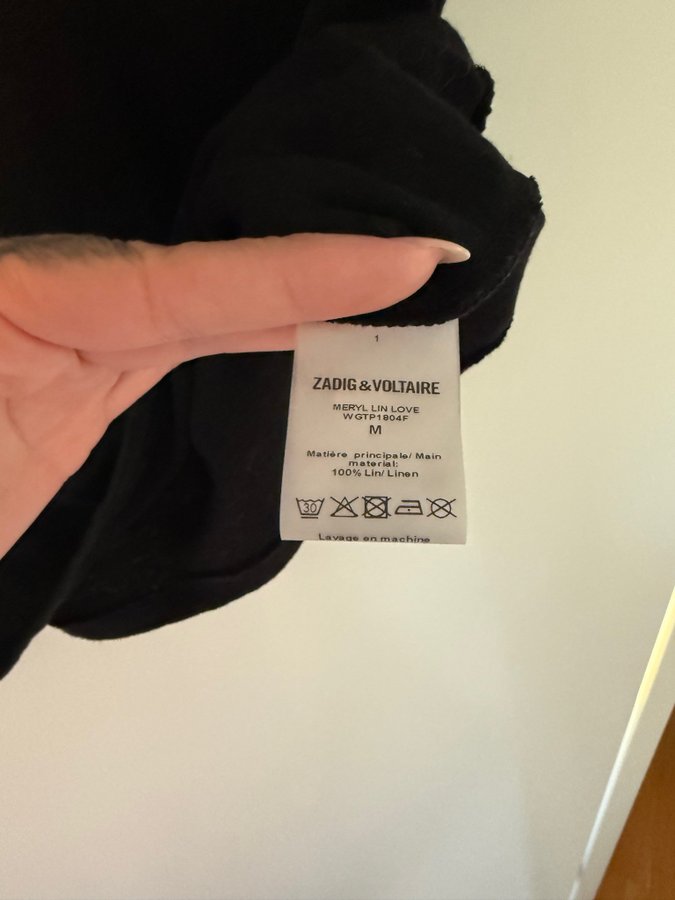 1
ZADIG & VOLTAIRE
MERYL LIN LOVE
WGTP1804F
M
Matière principale/ Main
material:
100% Lin/ Linen
30
Lavage en machine